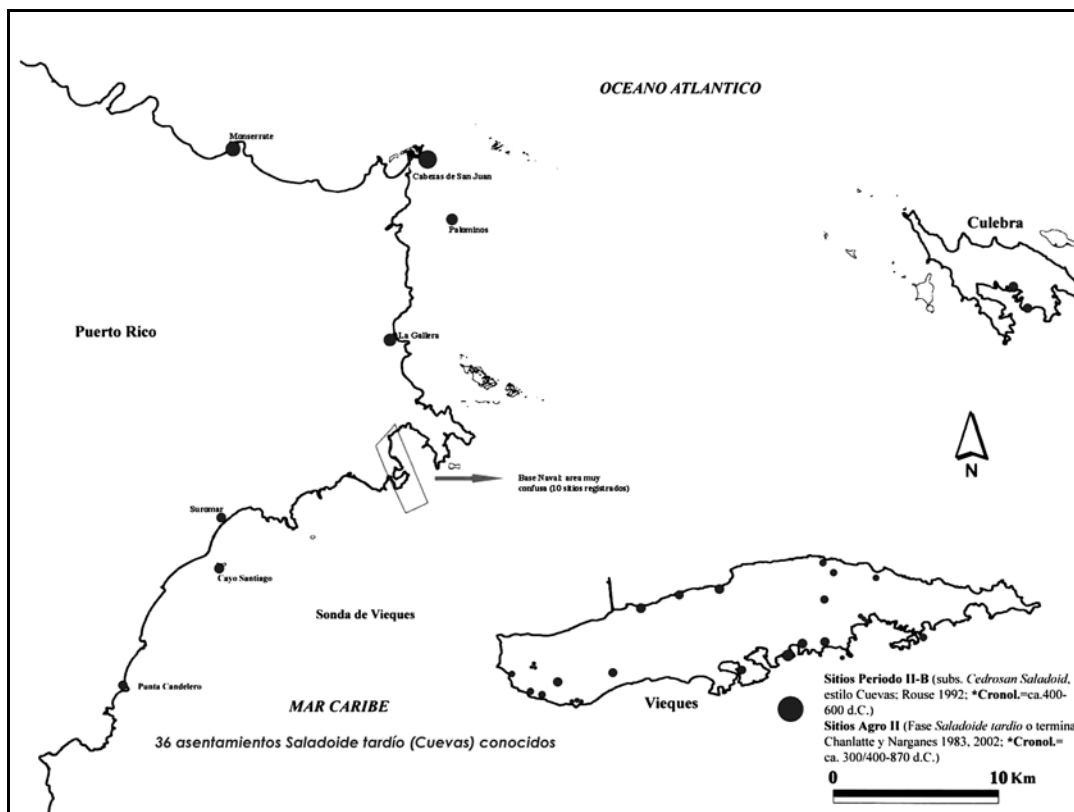 OCEANO ATLANTICO
Monserrate
Cabezas de San Juan
Culebra
Palominos
Puerto Rico
La Gallera
N
Base Naval: area muy
confusa (10 sitios registrados)
Suromar
Cayo Santiago
Sonda de Vieques
Punta Candelero
MAR CARIBE
Vieques
36 asentamientos Saladoide tardío (Cuevas) conocidos
Sitios Periodo II-B (subs. Cedrosan Saladoid,
estilo Cuevas; Rouse 1992; *Cronol.=ca.400-
600 d.C.)
Sitios Agro II (Fase Saladoide tardio o termina
Chanlatte y Narganes 1983, 2002; *Cronol.=
ca. 300/400-870 d.C.)
0 10 Km